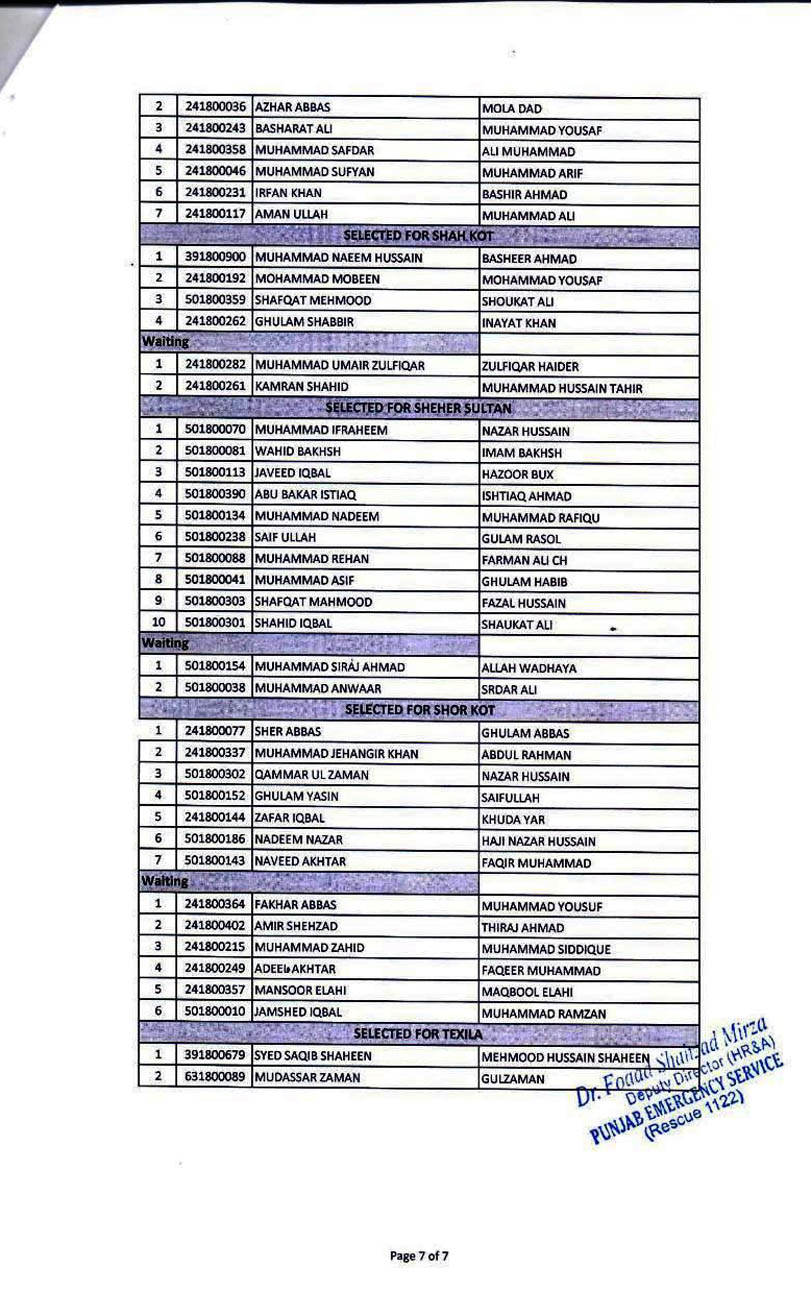 2 241800036 AZHAR ABBAS MOLA DAD
3 241800243 BASHARAT ALI MUHAMMAD YOUSAF
4 241800358 MUHAMMAD SAFDAR ALI MUHAMMAD
5 241800046 MUHAMMAD SUFYAN MUHAMMAD ARIF
6 241800231 IRFAN KHAN BASHIR AHMAD
7 241800117 AMAN ULLAH MUHAMMAD ALI
SELECTED FOR SHAH KOT
1 391800900 MUHAMMAD NAEEM HUSSAIN BASHEER AHMAD
2 241800192 MOHAMMAD MOBEEN MOHAMMAD YOUSAF
3 501800359 SHAFQAT MEHMOOD SHOUKAT ALI
4 241800262 GHULAM SHABBIR INAYAT KHAN
Waiting
1 241800282 MUHAMMAD UMAIR ZULFIQAR ZULFIQAR HAIDER
2 241800261 KAMRAN SHAHID MUHAMMAD HUSSAIN TAHIR
SELECTED FOR SHEHER SULTAN
1 501800070 MUHAMMAD IFRAHEEM NAZAR HUSSAIN
2 501800081 WAHID BAKHSH IMAM BAKHSH
3 501800113 JAVEED IQBAL HAZOOR BUX
4 501800390 ABU BAKAR ISTIAQ ISHTIAQ AHMAD
5 501800134 MUHAMMAD NADEEM MUHAMMAD RAFIQU
6 501800238 SAIF ULLAH GULAM RASOL
7 501800088 MUHAMMAD REHAN FARMAN ALI CH
8 501800041 MUHAMMAD ASIF GHULAM HABIB
9 501800303 SHAFQAT MAHMOOD FAZAL HUSSAIN
10 501800301 SHAHID IQBAL SHAUKAT ALI
Waiting
1 501800154 MUHAMMAD SIRAJ AHMAD ALLAH WADHAYA
2 501800038 MUHAMMAD ANWAAR SRDAR ALI
SELECTED FOR SHOR KOT
1 241800077 SHER ABBAS GHULAM ABBAS
2 241800337 MUHAMMAD JEHANGIR KHAN ABDUL RAHMAN
3 501800302 QAMMAR UL ZAMAN NAZAR HUSSAIN
4 501800152 GHULAM YASIN SAIFULLAH
5 241800144 ZAFAR IQBAL KHUDA YAR
6 501800186 NADEEM NAZAR HAJI NAZAR HUSSAIN
7 501800143 NAVEED AKHTAR FAQIR MUHAMMAD
Waiting
1 241800364 FAKHAR ABBAS MUHAMMAD YOUSUF
2 241800402 AMIR SHEHZAD THIRAJ AHMAD
3 241800215 MUHAMMAD ZAHID MUHAMMAD SIDDIQUE
4 241800249 ADEEL AKHTAR FAQEER MUHAMMAD
5 241800357 MANSOOR ELAHI MAQBOOL ELAHI
6 501800010 JAMSHED IQBAL MUHAMMAD RAMZAN
SELECTED FOR TEXILA
1 391800679 SYED SAQIB SHAHEEN MEHMOOD HUSSAIN SHAHEEN
2 631800089 MUDASSAR ZAMAN GULZAMAN
Dr. Foaad Shahzad Mirza
Deputy Director (HR&A)
PUNJAB EMERGENCY SERVICE
(Rescue 1122)
Page 7 of 7